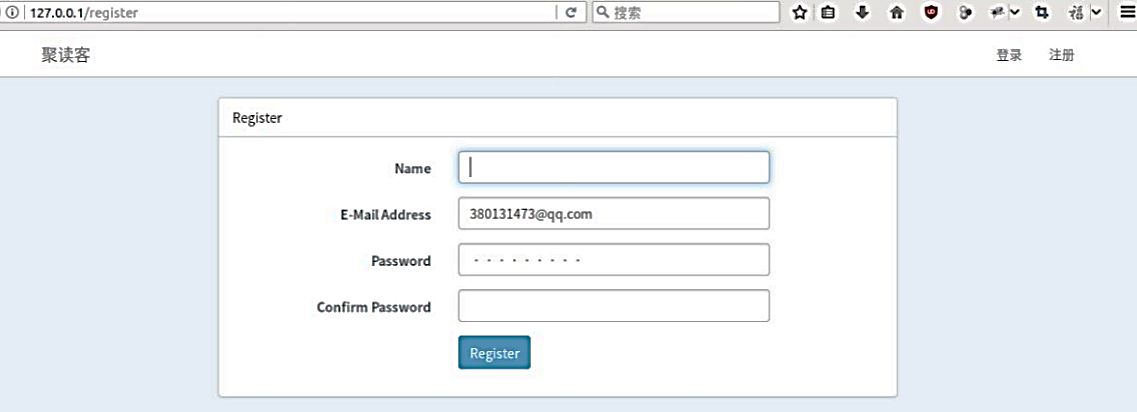 127.0.0.1/register
搜索
聚读客
登录
注册
Register
Name
E-Mail Address
380131473@qq.com
Password
Confirm Password
Register